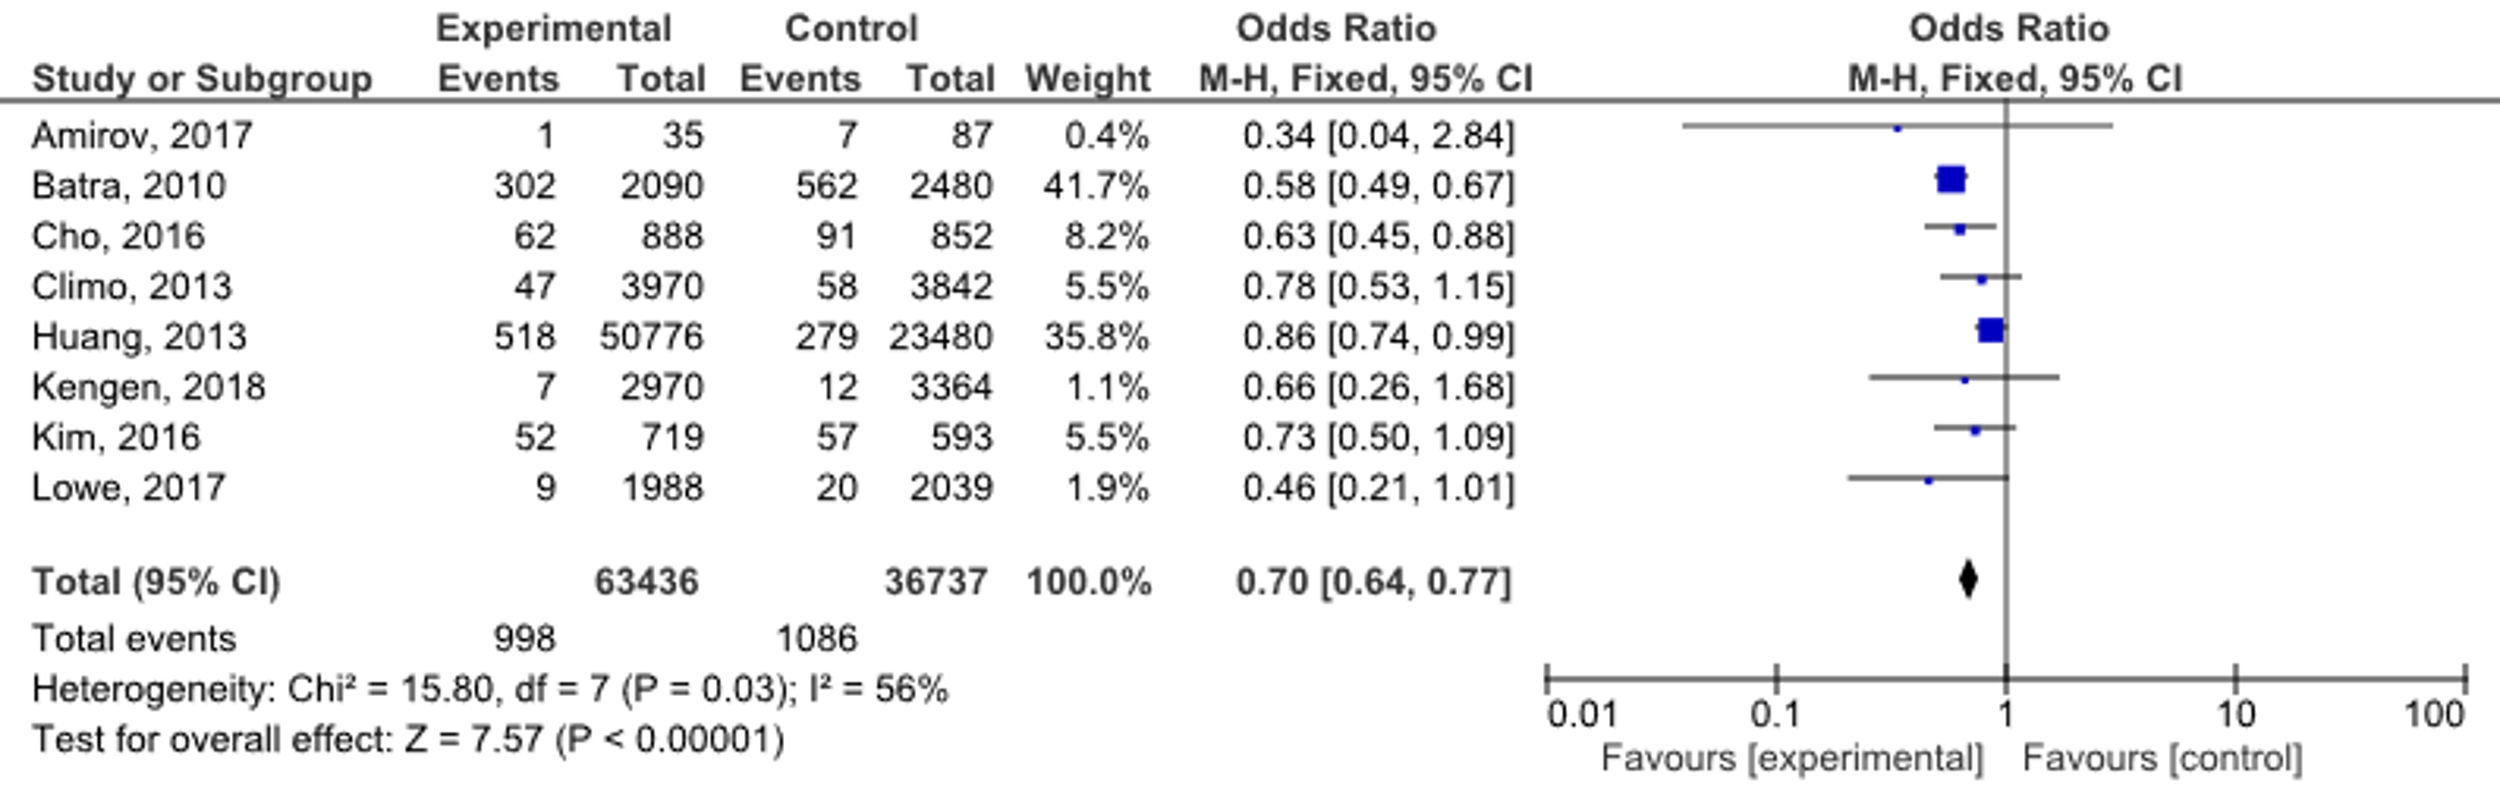 Experimental Control Odds Ratio Odds Ratio
Study or Subgroup Events Total Events Total Weight M-H, Fixed, 95% CI M-H, Fixed, 95% CI
Amirov, 2017 1 35 7 87 0.4% 0.34 [0.04, 2.84]
Batra, 2010 302 2090 562 2480 41.7% 0.58 [0.49, 0.67]
Cho, 2016 62 888 91 852 8.2% 0.63 [0.45, 0.88]
Climo, 2013 47 3970 58 3842 5.5% 0.78 [0.53, 1.15]
Huang, 2013 518 50776 279 23480 35.8% 0.86 [0.74, 0.99]
Kengen, 2018 7 2970 12 3364 1.1% 0.66 [0.26, 1.68]
Kim, 2016 52 719 57 593 5.5% 0.73 [0.50, 1.09]
Lowe, 2017 9 1988 20 2039 1.9% 0.46 [0.21, 1.01]
Total (95% CI) 63436 36737 100.0% 0.70 [0.64, 0.77]
Total events 998 1086
Heterogeneity: Chi² = 15.80, df = 7 (P = 0.03); I² = 56%
Test for overall effect: Z = 7.57 (P < 0.00001)
0.01 0.1 1 10 100
Favours [experimental] Favours [control]